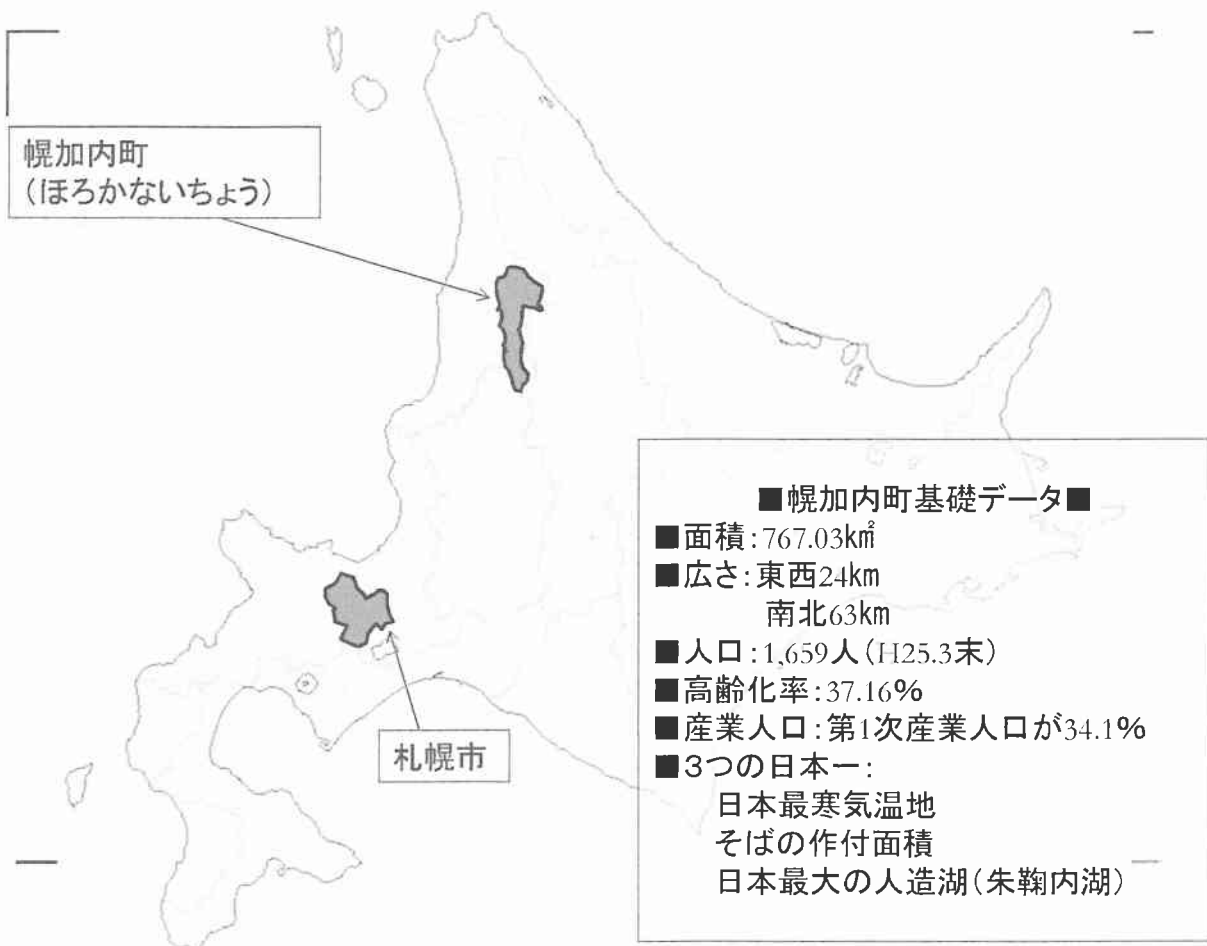 幌加内町
(ほろかないちょう)
■幌加内町基礎データ■
■面積:767.03㎢
■広さ:東西24km
南北63km
■人口:1,659人(H25.3末)
■高齢化率:37.16%
■産業人口:第1次産業人口が34.1%
■3つの日本一:
日本最寒気温地
そばの作付面積
日本最大の人造湖(朱鞠内湖)
札幌市